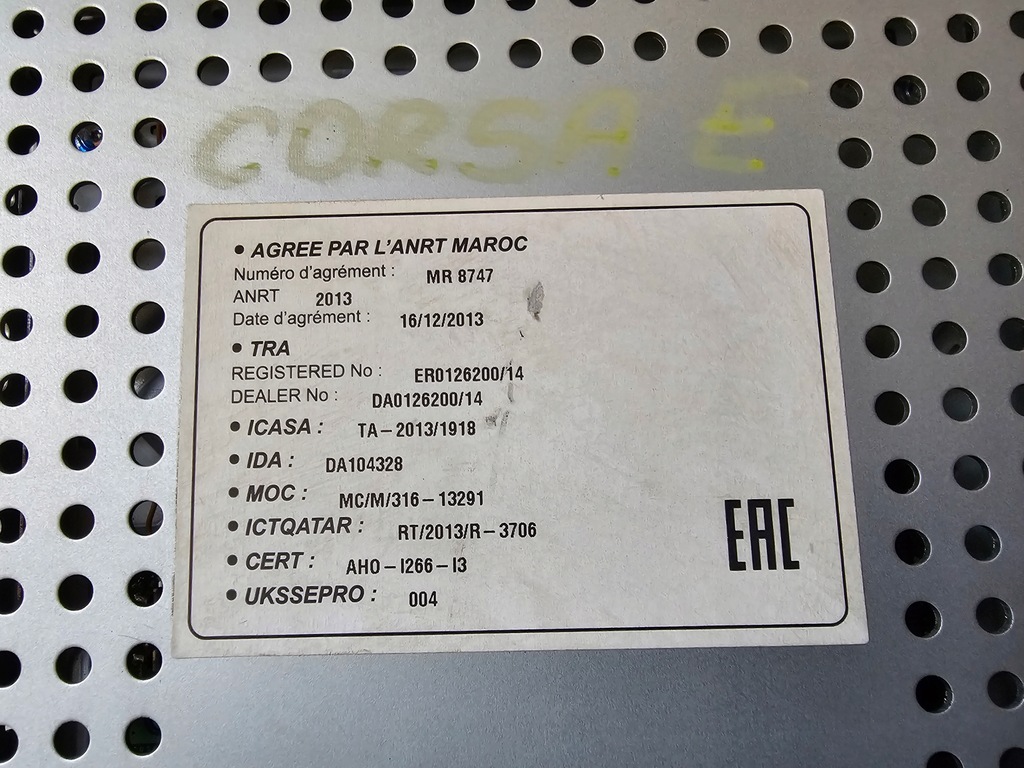 CORSA E
• AGREE PAR L'ANRT MAROC
Numéro d'agrément : MR 8747
ANRT 2013
Date d'agrément : 16/12/2013
• TRA
REGISTERED No : ER0126200/14
DEALER No : DA0126200/14
• ICASA : TA-2013/1918
• IDA : DA104328
• MOC : MC/M/316-13291
• ICTQATAR : RT/2013/R-3706
• CERT : AHO-I266-I3
• UKSSEPRO : 004
EAC